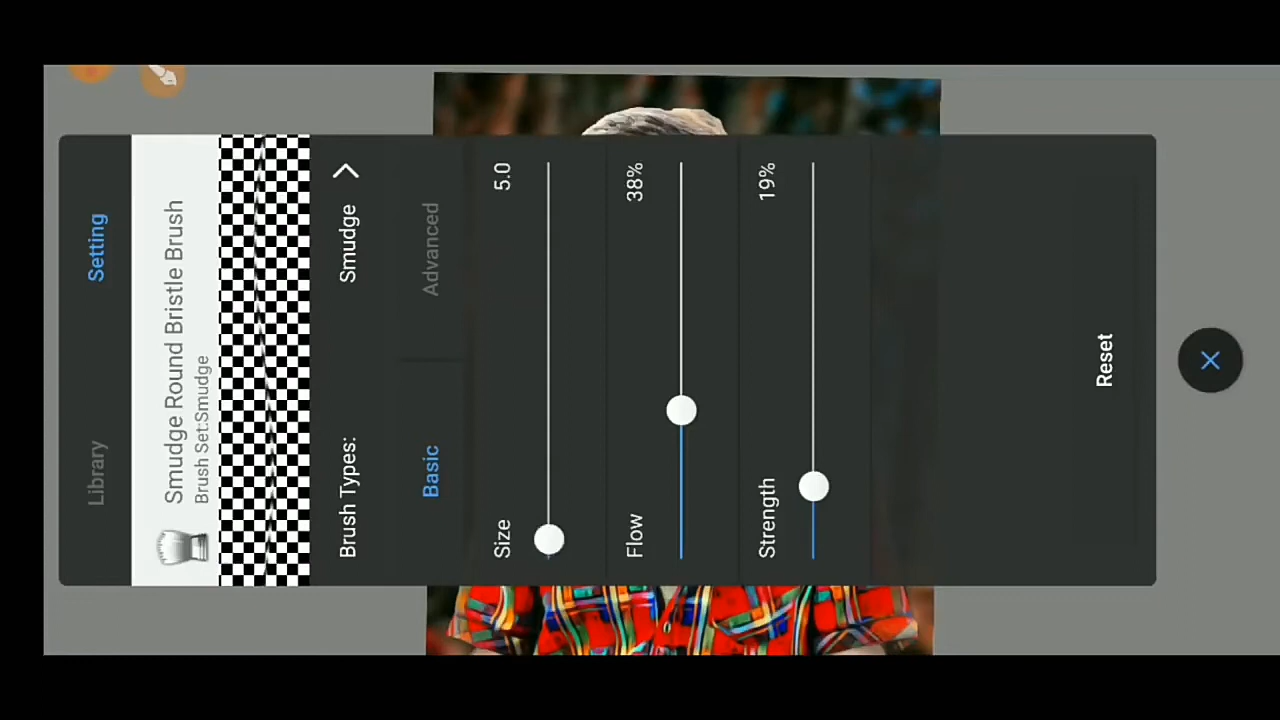 Library Setting
Smudge Round Bristle Brush
Brush Set:Smudge
Brush Types: Smudge
Basic Advanced
Size 5.0
Flow 38%
Strength 19%
Reset